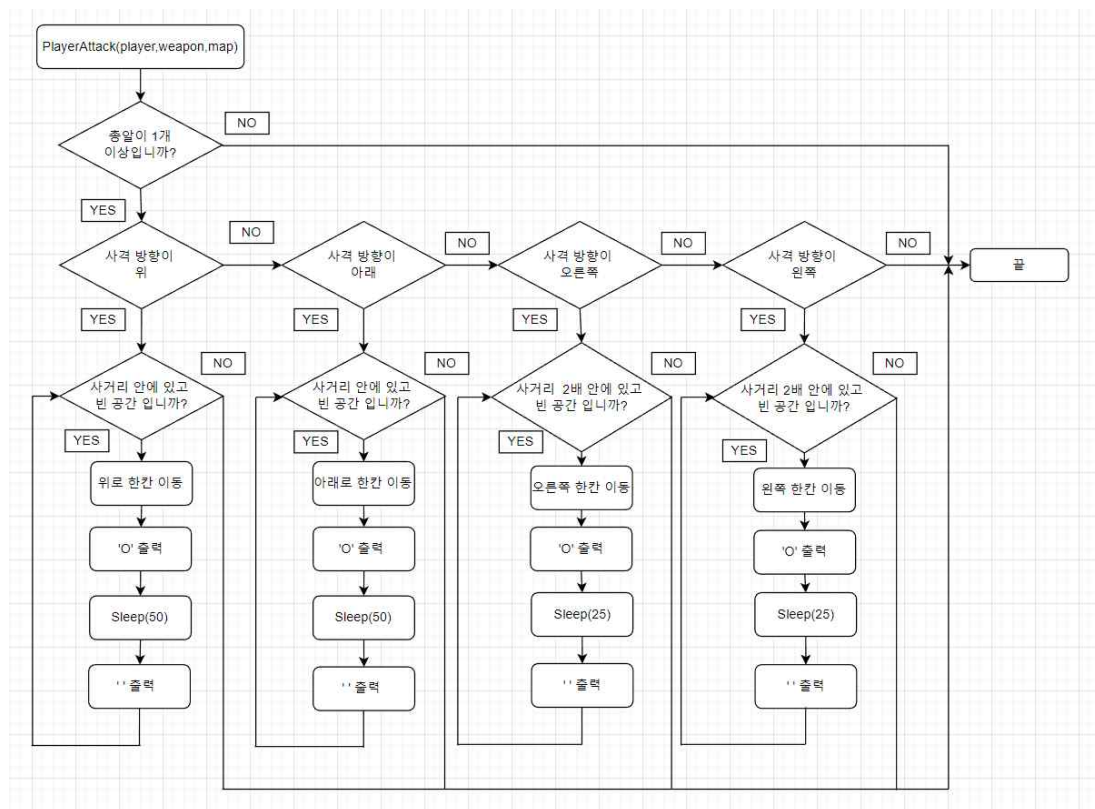 PlayerAttack(player,weapon,map)
NO
총알이 1개
이상입니까?
YES
NO
NO
NO
NO
사격 방향이
위
사격 방향이
아래
사격 방향이
오른쪽
사격 방향이
왼쪽
끝
YES
YES
YES
YES
NO
NO
NO
NO
사거리 안에 있고
빈 공간 입니까?
사거리 안에 있고
빈 공간 입니까?
사거리 2배 안에 있고
빈 공간 입니까?
사거리 2배 안에 있고
빈 공간 입니까?
YES
YES
YES
YES
위로 한칸 이동
아래로 한칸 이동
오른쪽 한칸 이동
왼쪽 한칸 이동
'O' 출력
'O' 출력
'O' 출력
'O' 출력
Sleep(50)
Sleep(50)
Sleep(25)
Sleep(25)
' ' 출력
' ' 출력
' ' 출력
' ' 출력